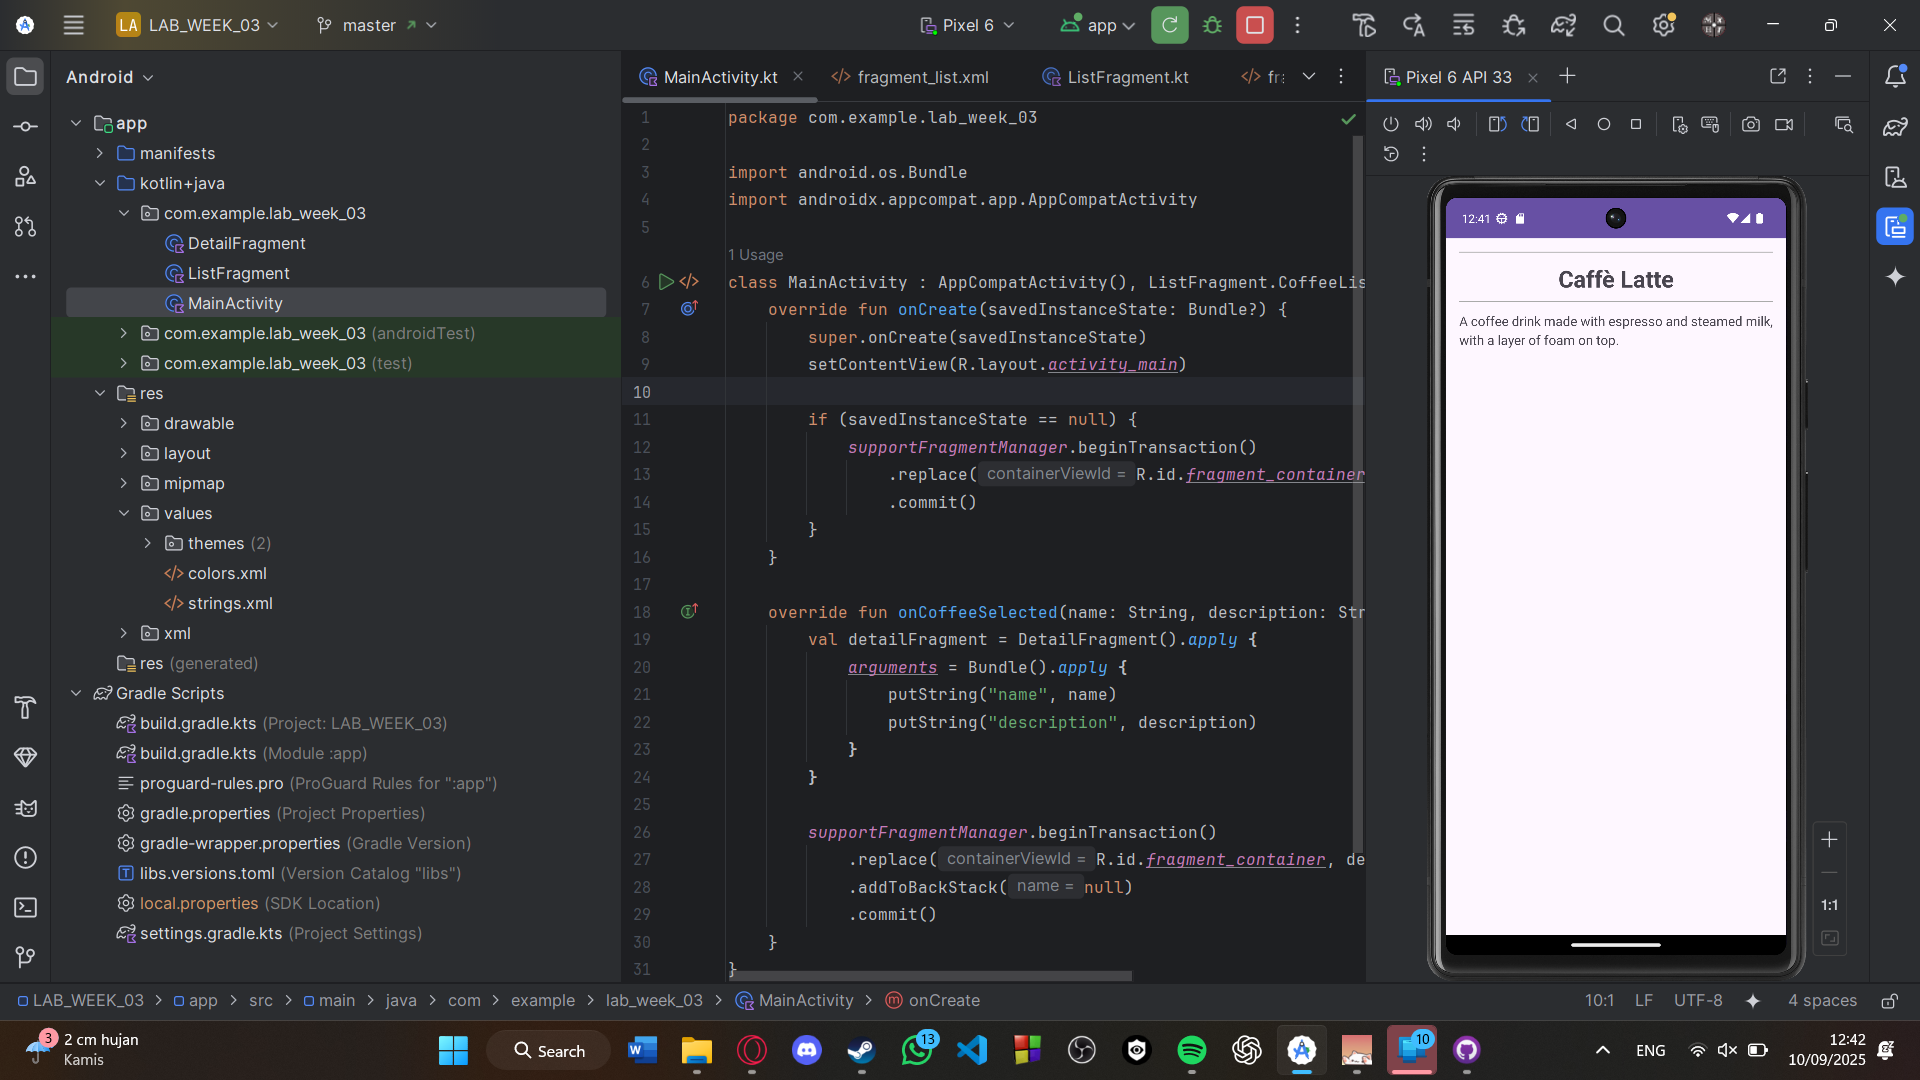 LA LAB_WEEK_03
master
Pixel 6
app
Android
app
manifests
kotlin+java
com.example.lab_week_03
DetailFragment
ListFragment
MainActivity
com.example.lab_week_03 (androidTest)
com.example.lab_week_03 (test)
res
drawable
layout
mipmap
values
themes (2)
colors.xml
strings.xml
xml
res (generated)
Gradle Scripts
build.gradle.kts (Project: LAB_WEEK_03)
build.gradle.kts (Module :app)
proguard-rules.pro (ProGuard Rules for ":app")
gradle.properties (Project Properties)
gradle-wrapper.properties (Gradle Version)
libs.versions.toml (Version Catalog "libs")
local.properties (SDK Location)
settings.gradle.kts (Project Settings)
MainActivity.kt
fragment_list.xml
ListFragment.kt
1 package com.example.lab_week_03
2
3 import android.os.Bundle
4 import androidx.appcompat.app.AppCompatActivity
5
1 Usage
6 class MainActivity : AppCompatActivity(), ListFragment.CoffeeLis
7 override fun onCreate(savedInstanceState: Bundle?) {
8 super.onCreate(savedInstanceState)
9 setContentView(R.layout.activity_main)
10
11 if (savedInstanceState == null) {
12 supportFragmentManager.beginTransaction()
13 .replace( containerViewId = R.id.fragment_container
14 .commit()
15 }
16 }
17
18 override fun onCoffeeSelected(name: String, description: Str
19 val detailFragment = DetailFragment().apply {
20 arguments = Bundle().apply {
21 putString("name", name)
22 putString("description", description)
23 }
24 }
25
26 supportFragmentManager.beginTransaction()
27 .replace( containerViewId = R.id.fragment_container, de
28 .addToBackStack( name = null)
29 .commit()
30 }
31 }
Pixel 6 API 33
12:41
Caffè Latte
A coffee drink made with espresso and steamed milk,
with a layer of foam on top.
1:1
LAB_WEEK_03 > app > src > main > java > com > example > lab_week_03 > MainActivity > onCreate
10:1 LF UTF-8 4 spaces
3
2 cm hujan
Kamis
Search
13
10
ENG
12:42
10/09/2025